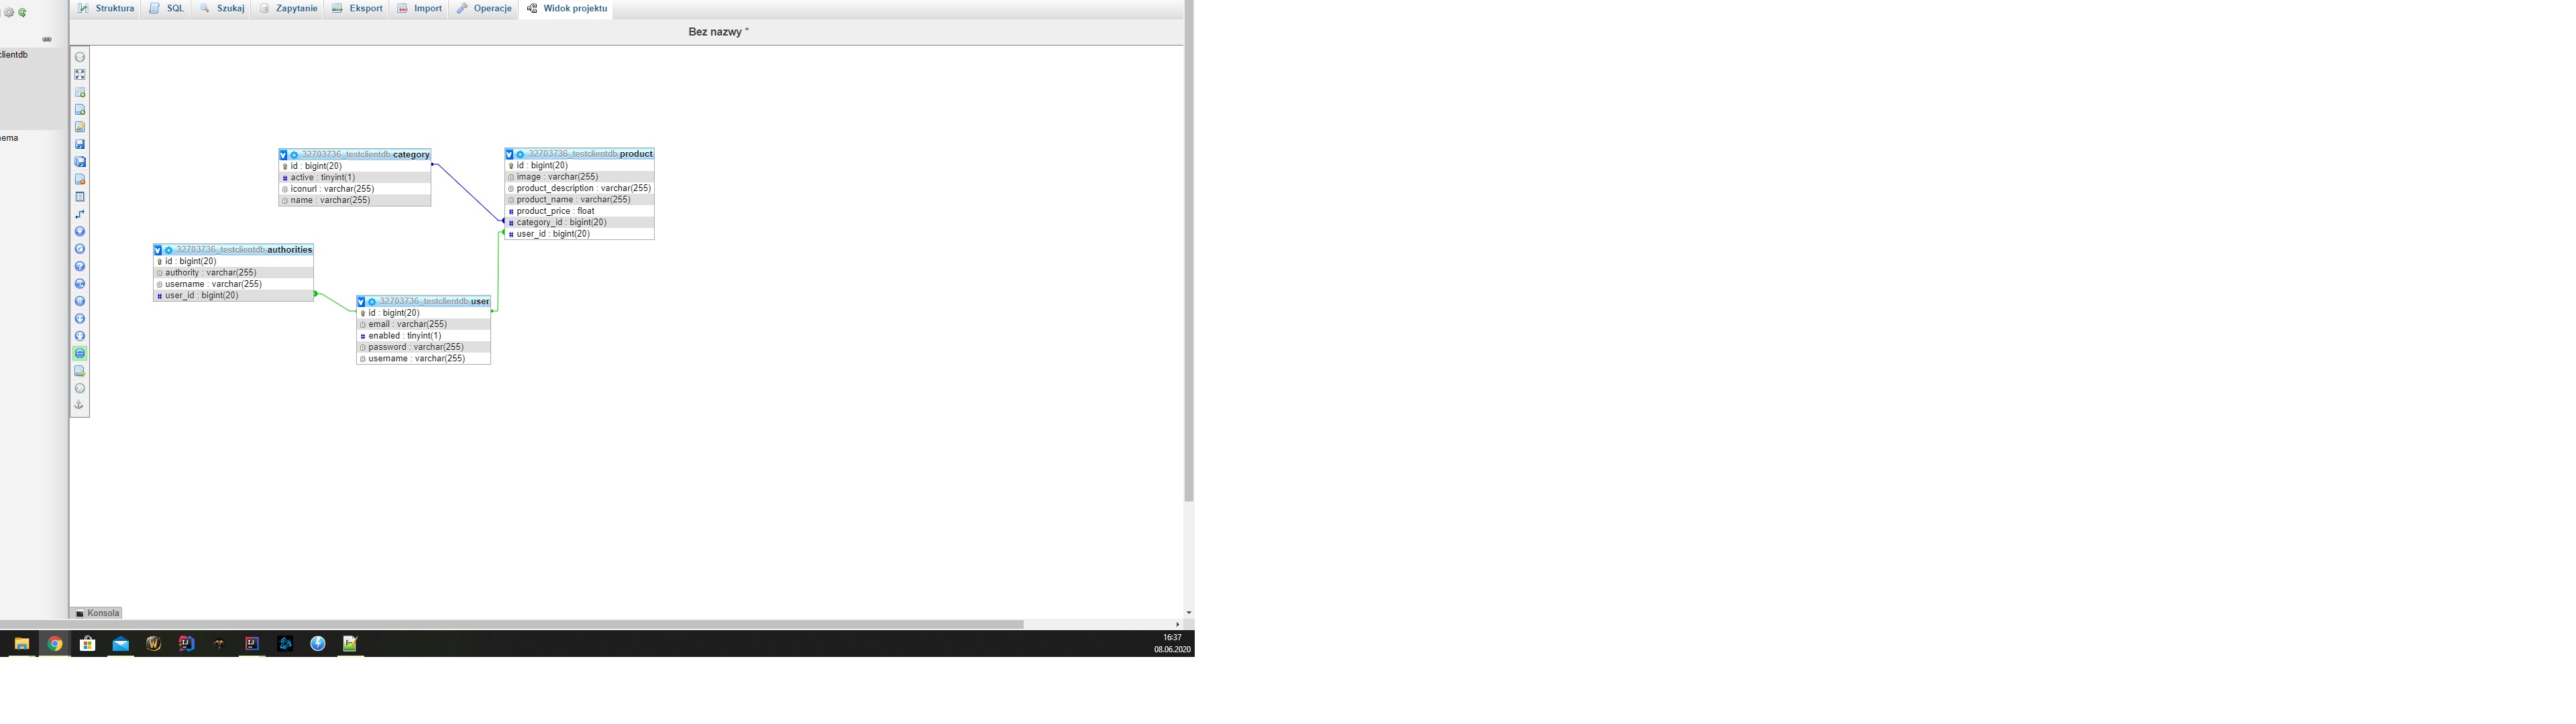 Struktura SQL Szukaj Zapytanie Eksport Import Operacje Widok projektu
Bez nazwy *
clientdb
32703736_testclientdb category
id : bigint(20)
active : tinyint(1)
iconurl : varchar(255)
name : varchar(255)
32703736_testclientdb product
id : bigint(20)
image : varchar(255)
product_description : varchar(255)
product_name : varchar(255)
product_price : float
category_id : bigint(20)
user_id : bigint(20)
32703736_testclientdb authorities
id : bigint(20)
authority : varchar(255)
username : varchar(255)
user_id : bigint(20)
32703736_testclientdb user
id : bigint(20)
email : varchar(255)
enabled : tinyint(1)
password : varchar(255)
username : varchar(255)
Konsola
16:37
08.06.2020